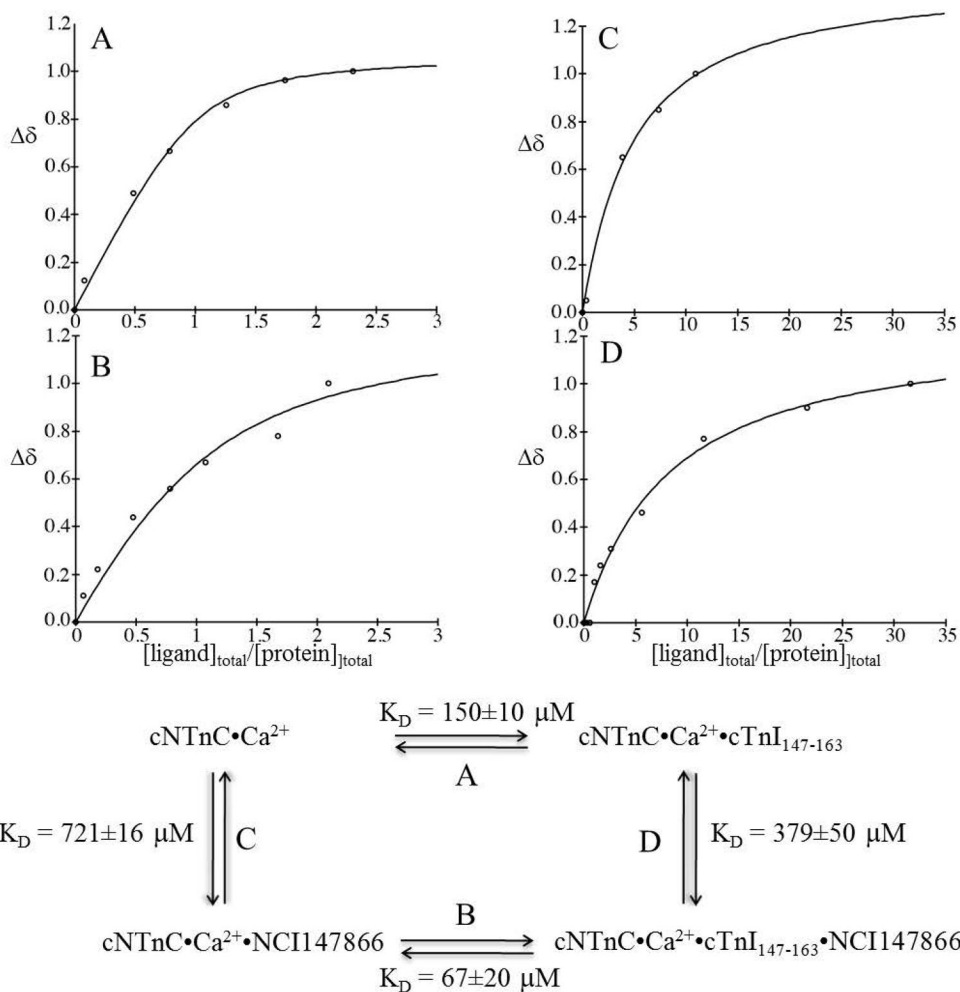 A
Δδ
1.2
1.0
0.8
0.6
0.4
0.2
0.0
0 0.5 1 1.5 2 2.5 3
C
Δδ
1.2
1.0
0.8
0.6
0.4
0.2
0.0
0 5 10 15 20 25 30 35
B
Δδ
1.2
1.0
0.8
0.6
0.4
0.2
0.0
0 0.5 1 1.5 2 2.5 3
[ligand]total/[protein]]total
D
Δδ
1.2
1.0
0.8
0.6
0.4
0.2
0.0
0 5 10 15 20 25 30 35
[ligand]total/[protein]]total
KD = 150±10 μM
cNTnC•Ca2+ cNTnC•Ca2+•cTnI147-163
A
KD = 721±16 μM C D KD = 379±50 μM
B
cNTnC•Ca2+•NCI147866 cNTnC•Ca2+•cTnI147-163•NCI147866
KD = 67±20 μM